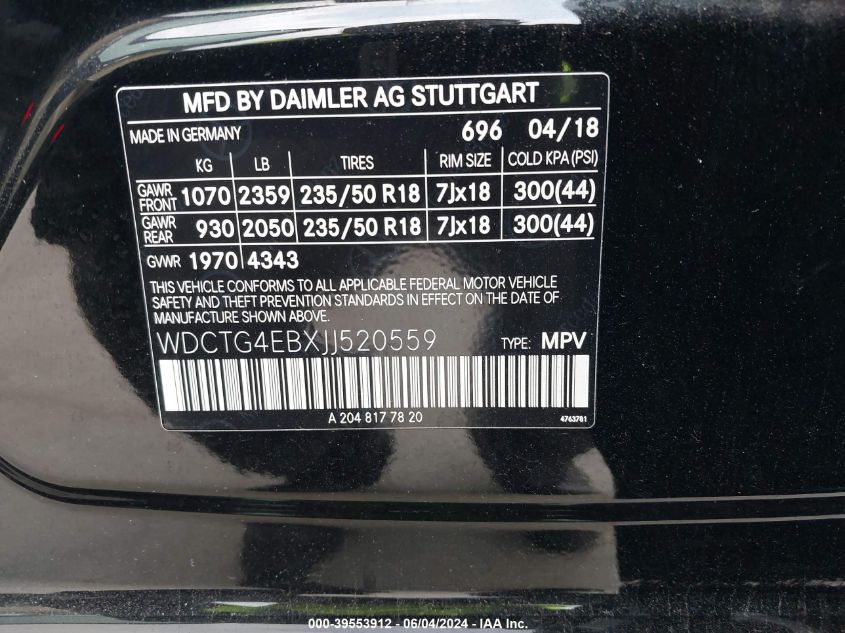 MFD BY DAIMLER AG STUTTGART
MADE IN GERMANY 696 04/18
KG LB TIRES RIM SIZE COLD KPA (PSI)
GAWR FRONT 1070 2359 235/50 R18 7Jx18 300(44)
GAWR REAR 930 2050 235/50 R18 7Jx18 300(44)
GVWR 1970 4343
THIS VEHICLE CONFORMS TO ALL APPLICABLE FEDERAL MOTOR VEHICLE
SAFETY AND THEFT PREVENTION STANDARDS IN EFFECT ON THE DATE OF
MANUFACTURE SHOWN ABOVE.
WDCTG4EBXJJ520559 TYPE: MPV
A 204 817 78 20 4763781
000-39553912 - 06/04/2024 - IAA Inc.